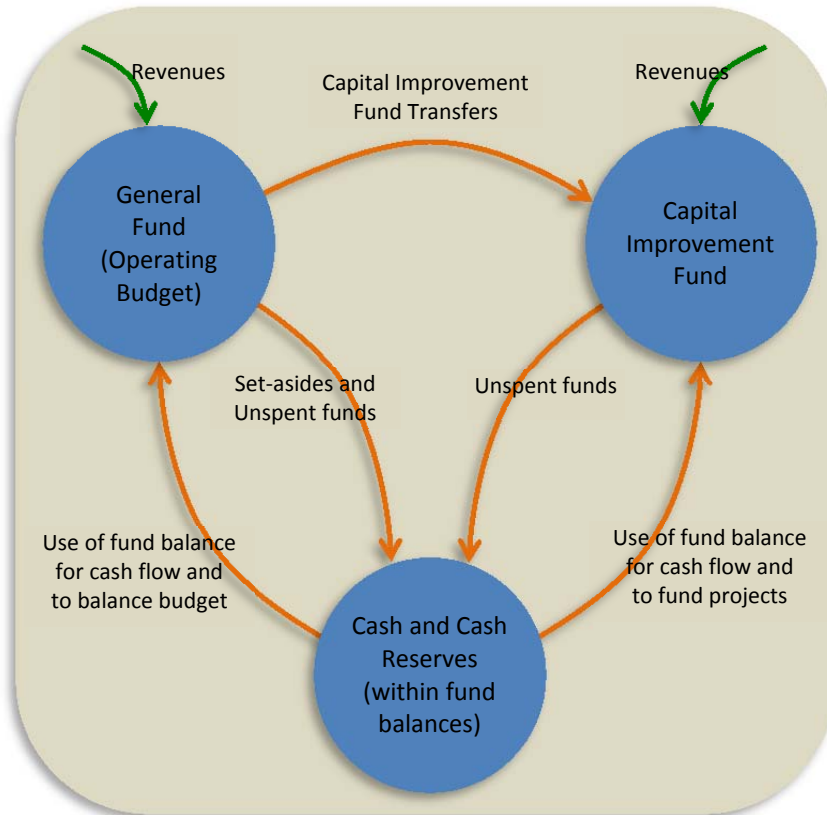 Revenues
Revenues
Capital Improvement
Fund Transfers
General
Fund
(Operating
Budget)
Capital
Improvement
Fund
Set-asides and
Unspent funds
Unspent funds
Use of fund balance
for cash flow and
to balance budget
Use of fund balance
for cash flow and
to fund projects
Cash and Cash
Reserves
(within fund
balances)